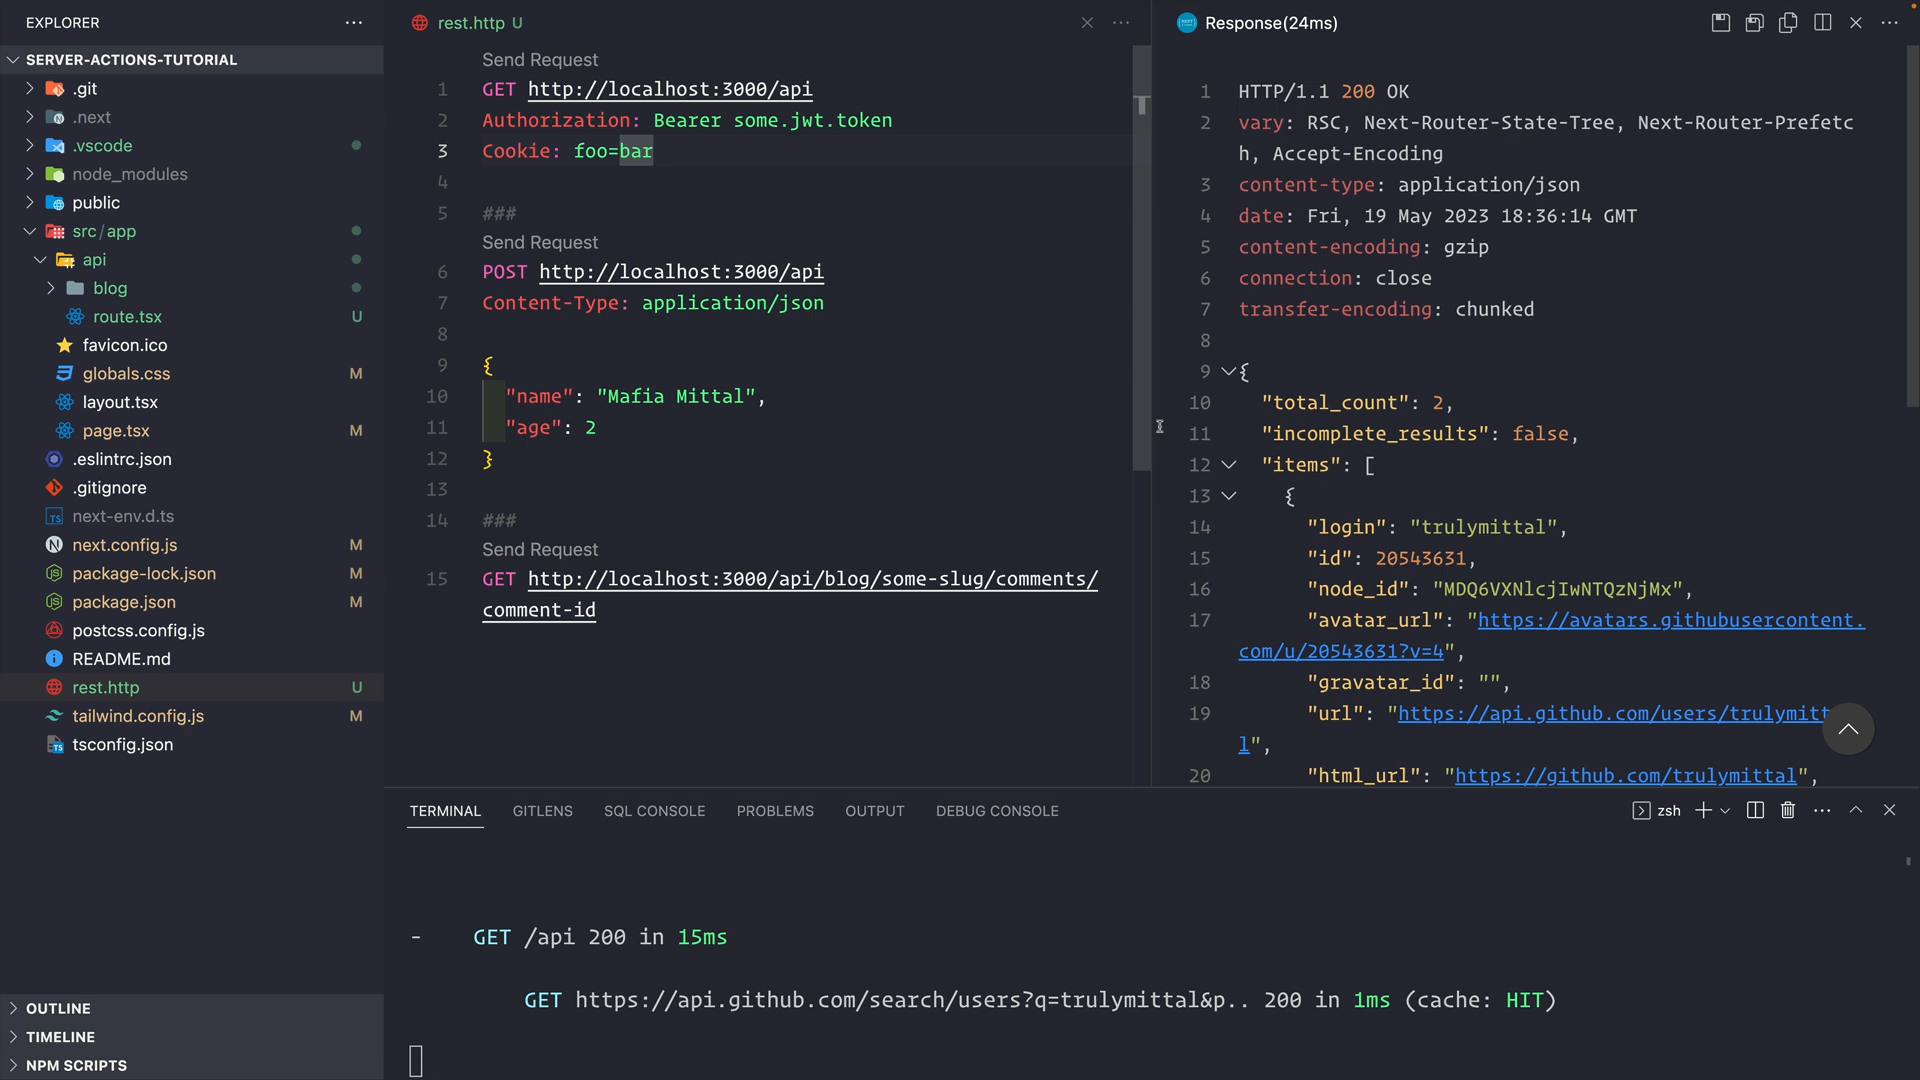 EXPLORER
SERVER-ACTIONS-TUTORIAL
.git
.next
.vscode
node_modules
public
src/app
api
blog
route.tsx U
favicon.ico
globals.css M
layout.tsx
page.tsx M
.eslintrc.json
.gitignore
next-env.d.ts
next.config.js M
package-lock.json M
package.json M
postcss.config.js
README.md
rest.http U
tailwind.config.js M
tsconfig.json
OUTLINE
TIMELINE
NPM SCRIPTS
rest.http U
Send Request
1 GET http://localhost:3000/api
2 Authorization: Bearer some.jwt.token
3 Cookie: foo=bar
4
5 ###
Send Request
6 POST http://localhost:3000/api
7 Content-Type: application/json
8
9 {
10 "name": "Mafia Mittal",
11 "age": 2
12 }
13
14 ###
Send Request
15 GET http://localhost:3000/api/blog/some-slug/comments/
comment-id
Response(24ms)
1 HTTP/1.1 200 OK
2 vary: RSC, Next-Router-State-Tree, Next-Router-Prefetc
h, Accept-Encoding
3 content-type: application/json
4 date: Fri, 19 May 2023 18:36:14 GMT
5 content-encoding: gzip
6 connection: close
7 transfer-encoding: chunked
8
9 {
10 "total_count": 2,
11 "incomplete_results": false,
12 "items": [
13 {
14 "login": "trulymittal",
15 "id": 20543631,
16 "node_id": "MDQ6VXNlcjIwNTQzNjMx",
17 "avatar_url": "https://avatars.githubusercontent.
com/u/20543631?v=4",
18 "gravatar_id": "",
19 "url": "https://api.github.com/users/trulymitt
l",
20 "html_url": "https://github.com/trulymittal",
TERMINAL GITLENS SQL CONSOLE PROBLEMS OUTPUT DEBUG CONSOLE
zsh
- GET /api 200 in 15ms
GET https://api.github.com/search/users?q=trulymittal&p.. 200 in 1ms (cache: HIT)